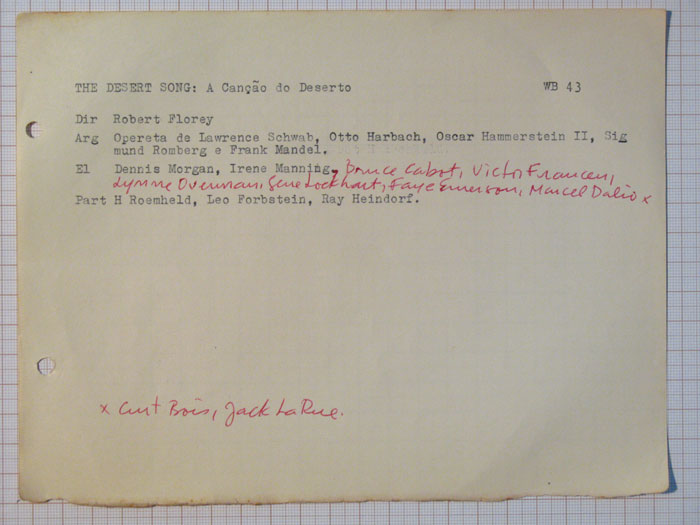 THE DESERT SONG: A Canção do Deserto WB 43
Dir Robert Florey
Arg Opereta de Lawrence Schwab, Otto Harbach, Oscar Hammerstein II, Sig
mund Romberg e Frank Mandel.
El Dennis Morgan, Irene Manning, Bruce Cabot, Victor Francen,
Lynne Overman, Gene Lockhart, Faye Emerson, Marcel Dalio x
Part H Roemheld, Leo Forbstein, Ray Heindorf.
x Curt Bois, Jack LaRue.